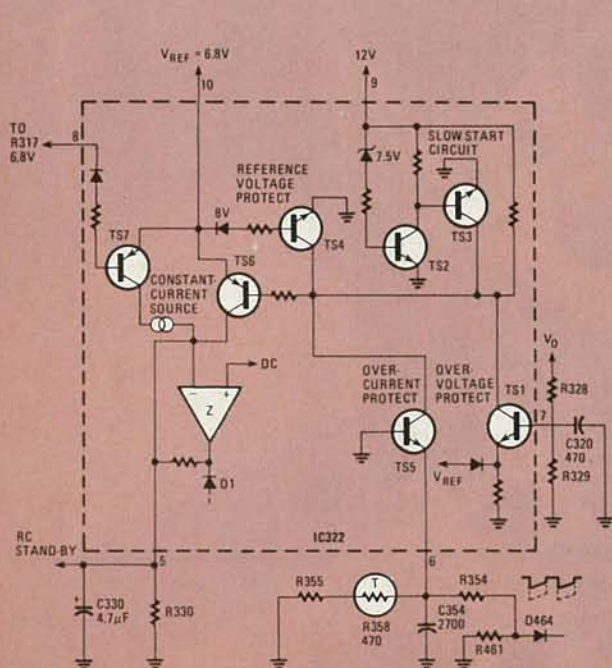 VREF = 6.8V
10
12V
9
TO
R317
6.8V
8
SLOW START
CIRCUIT
7.5V
REFERENCE
VOLTAGE
PROTECT
8V
TS4
TS3
TS2
TS7
TS6
CONSTANT-
CURRENT
SOURCE
DC
- +
Z
OVER-
CURRENT
PROTECT
OVER-
VOLTAGE
PROTECT
TS1
VO
R328
7
C320
470
R329
TS5
VREF
D1
IC322
RC
STAND-BY
5
6
+
C330
4.7μF
R330
R355
T
R358
470
C354
2700
R354
R461
D464